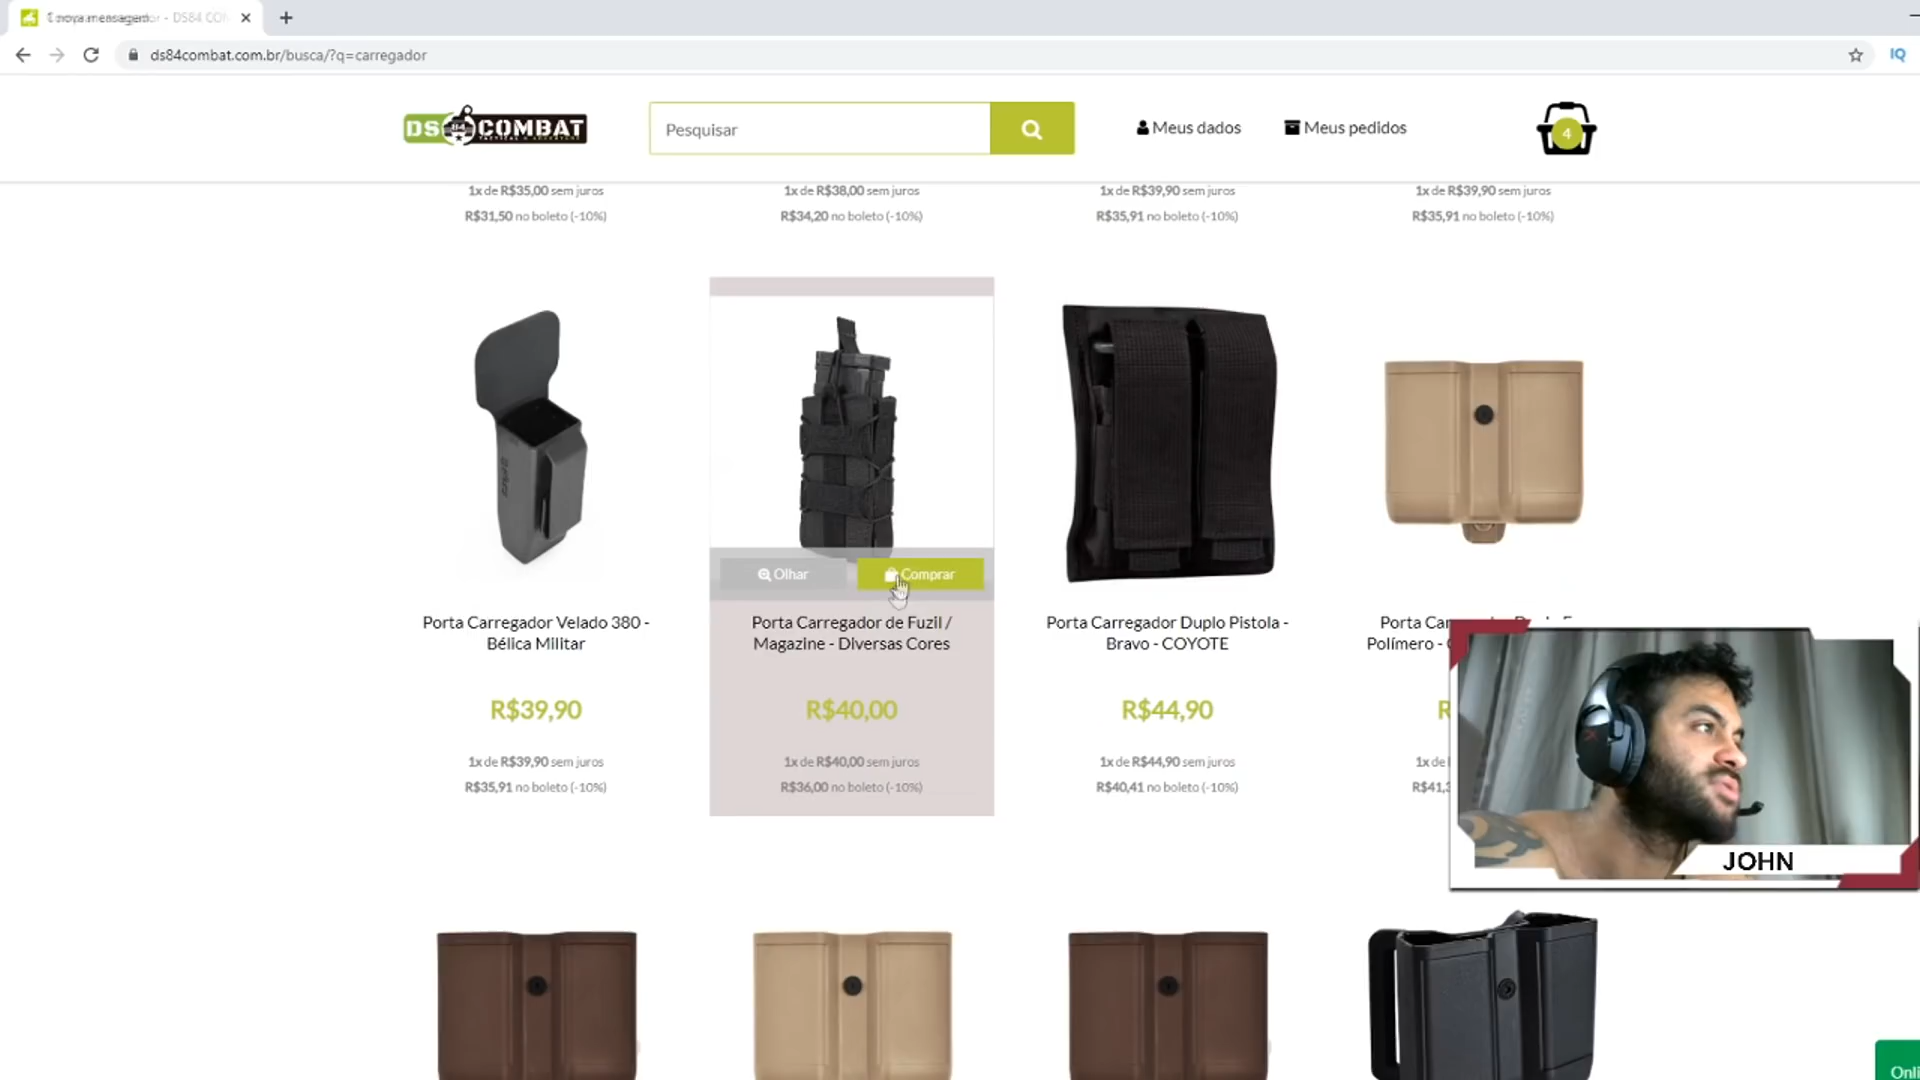 ds84combat.com.br/busca/?q=carregador
IQ
DS 84 COMBAT
Pesquisar
Meus dados
Meus pedidos
4
1x de R$35,00 sem juros
R$31,50 no boleto (-10%)
1x de R$38,00 sem juros
R$34,20 no boleto (-10%)
1x de R$39,90 sem juros
R$35,91 no boleto (-10%)
1x de R$39,90 sem juros
R$35,91 no boleto (-10%)
Olhar
Comprar
Porta Carregador Velado 380 -
Bélica Militar
R$39,90
1x de R$39,90 sem juros
R$35,91 no boleto (-10%)
Porta Carregador de Fuzil /
Magazine - Diversas Cores
R$40,00
1x de R$40,00 sem juros
R$36,00 no boleto (-10%)
Porta Carregador Duplo Pistola -
Bravo - COYOTE
R$44,90
1x de R$44,90 sem juros
R$40,41 no boleto (-10%)
Porta
Polímero -
1x de
JOHN